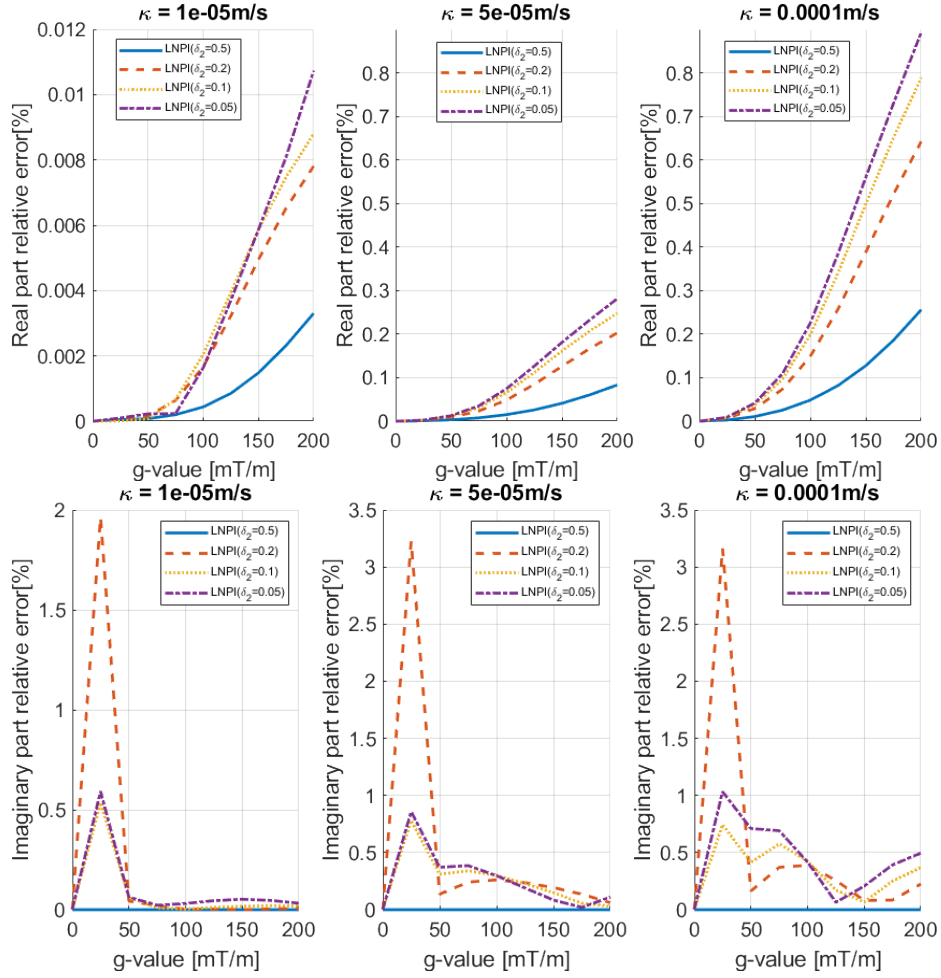 κ = 1e-05m/s
Real part relative error[%]
0.012
0.01
0.008
0.006
0.004
0.002
0
LNPI(δ₂=0.5)
LNPI(δ₂=0.2)
LNPI(δ₂=0.1)
LNPI(δ₂=0.05)
0 50 100 150 200
g-value [mT/m]
κ = 5e-05m/s
Real part relative error[%]
0.8
0.7
0.6
0.5
0.4
0.3
0.2
0.1
0
LNPI(δ₂=0.5)
LNPI(δ₂=0.2)
LNPI(δ₂=0.1)
LNPI(δ₂=0.05)
0 50 100 150 200
g-value [mT/m]
κ = 0.0001m/s
Real part relative error[%]
0.8
0.7
0.6
0.5
0.4
0.3
0.2
0.1
0
LNPI(δ₂=0.5)
LNPI(δ₂=0.2)
LNPI(δ₂=0.1)
LNPI(δ₂=0.05)
0 50 100 150 200
g-value [mT/m]
κ = 1e-05m/s
Imaginary part relative error[%]
2
1.5
1
0.5
0
LNPI(δ₂=0.5)
LNPI(δ₂=0.2)
LNPI(δ₂=0.1)
LNPI(δ₂=0.05)
0 50 100 150 200
g-value [mT/m]
κ = 5e-05m/s
Imaginary part relative error[%]
3.5
3
2.5
2
1.5
1
0.5
0
LNPI(δ₂=0.5)
LNPI(δ₂=0.2)
LNPI(δ₂=0.1)
LNPI(δ₂=0.05)
0 50 100 150 200
g-value [mT/m]
κ = 0.0001m/s
Imaginary part relative error[%]
3.5
3
2.5
2
1.5
1
0.5
0
LNPI(δ₂=0.5)
LNPI(δ₂=0.2)
LNPI(δ₂=0.1)
LNPI(δ₂=0.05)
0 50 100 150 200
g-value [mT/m]